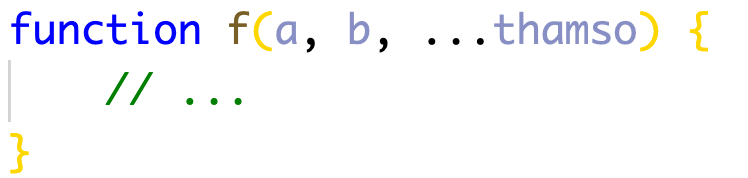 function f(a, b, ...thamso) {
    // ...
}